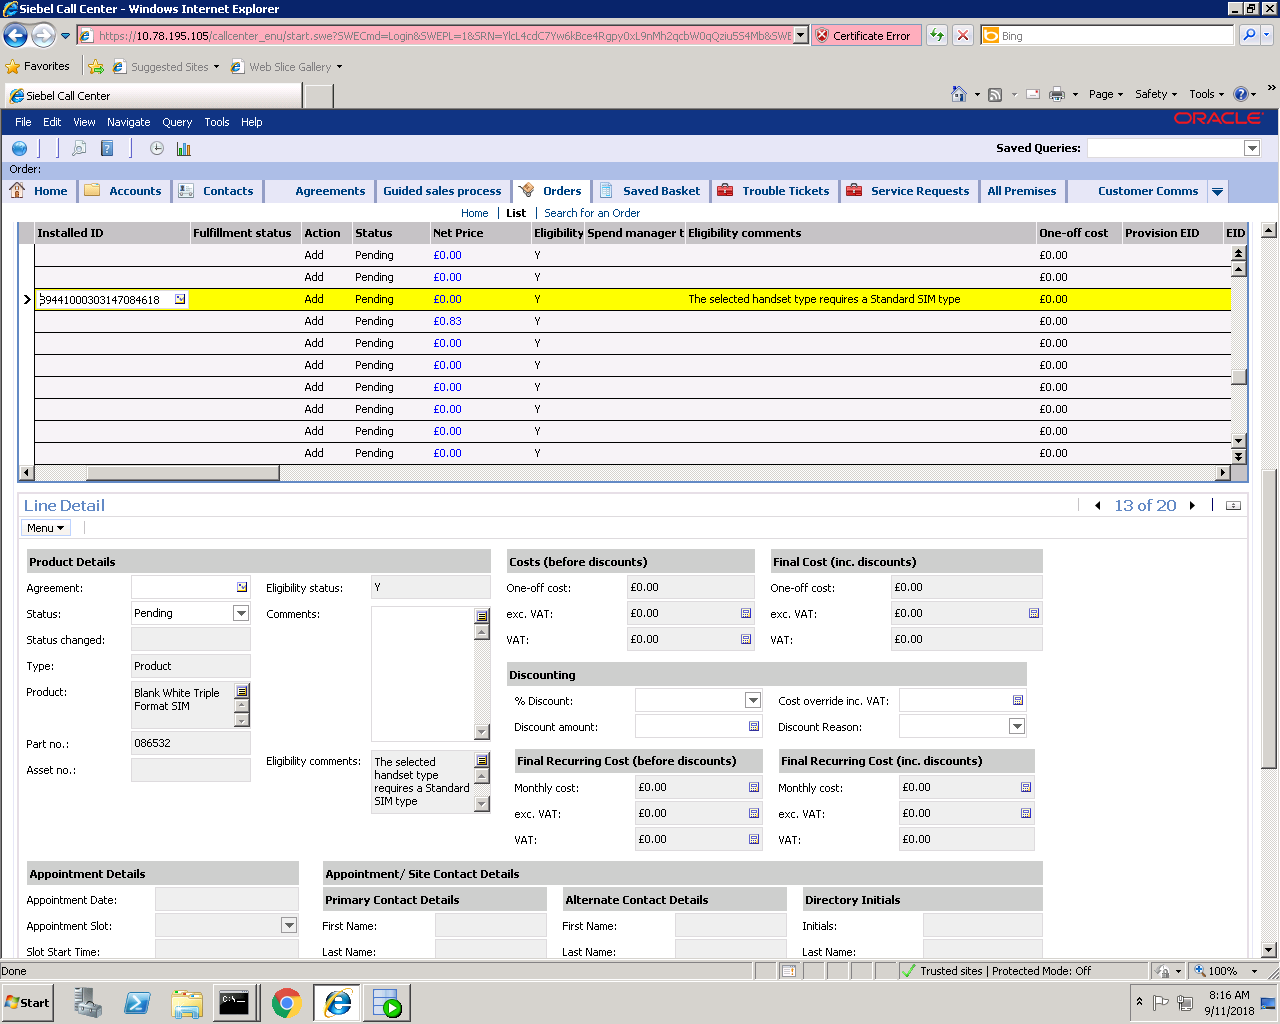 Siebel Call Center - Windows Internet Explorer
https://10.78.195.105/callcenter_enu/start.swe?SWECmd=Login&SWEPL=1&SRN=
Certificate Error
Bing
Favorites
Suggested Sites
Web Slice Gallery
Siebel Call Center
Page
Safety
Tools
»
File Edit View Navigate Query Tools Help
ORACLE
Saved Queries:
Order:
Home Accounts Contacts Agreements Guided sales process Orders Saved Basket Trouble Tickets Service Requests All Premises Customer Comms
Home | List | Search for an Order
Installed ID Fulfillment status Action Status Net Price Eligibility Spend manager t Eligibility comments One-off cost Provision EID EID
Add Pending £0.00 Y £0.00
Add Pending £0.00 Y £0.00
39441000303147084618 Add Pending £0.00 Y The selected handset type requires a Standard SIM type £0.00
Add Pending £0.83 Y £0.00
Add Pending £0.00 Y £0.00
Add Pending £0.00 Y £0.00
Add Pending £0.00 Y £0.00
Add Pending £0.00 Y £0.00
Add Pending £0.00 Y £0.00
Add Pending £0.00 Y £0.00
Line Detail
13 of 20
Menu
Product Details
Agreement:
Status: Pending
Status changed:
Type: Product
Product: Blank White Triple
Format SIM
Part no.: 086532
Asset no.:
Eligibility status: Y
Comments:
Eligibility comments: The selected
handset type
requires a Standard
SIM type
Costs (before discounts)
One-off cost: £0.00
exc. VAT: £0.00
VAT: £0.00
Final Cost (inc. discounts)
One-off cost: £0.00
exc. VAT: £0.00
VAT: £0.00
Discounting
% Discount:
Discount amount:
Cost override inc. VAT:
Discount Reason:
Final Recurring Cost (before discounts)
Monthly cost: £0.00
exc. VAT: £0.00
VAT: £0.00
Final Recurring Cost (inc. discounts)
Monthly cost: £0.00
exc. VAT: £0.00
VAT: £0.00
Appointment Details
Appointment Date:
Appointment Slot:
Slot Start Time:
Appointment/ Site Contact Details
Primary Contact Details
First Name:
Last Name:
Alternate Contact Details
First Name:
Last Name:
Directory Initials
Initials:
Last Name:
Done
Trusted sites | Protected Mode: Off
100%
Start
8:16 AM
9/11/2018